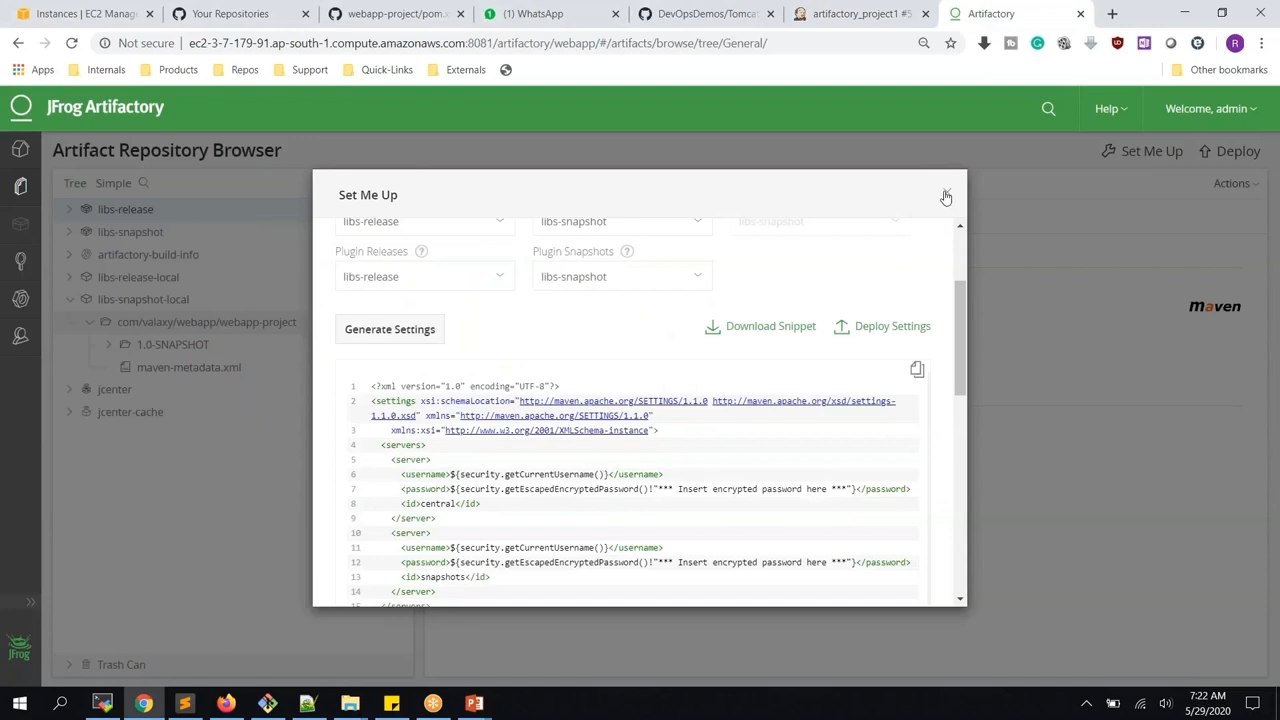 Instances | EC2 Manage
Your Repositories
webapp-project/pom.x
(1) WhatsApp
DevOpsDemos/Tomcat
artifactory_project1 #5
Artifactory
Not secure | ec2-3-7-179-91.ap-south-1.compute.amazonaws.com:8081/artifactory/webapp/#/artifacts/browse/tree/General/
R
Apps
Internals
Products
Repos
Support
Quick-Links
Externals
Other bookmarks
JFrog Artifactory
Help
Welcome, admin
Artifact Repository Browser
Set Me Up
Deploy
Tree Simple
Actions
libs-release
libs-snapshot
artifactory-build-info
libs-release-local
libs-snapshot-local
com/valaxy/webapp/webapp-project
1.0-SNAPSHOT
maven-metadata.xml
jcenter
jcenter-cache
Trash Can
JFrog
maven
Set Me Up
libs-release
libs-snapshot
libs-snapshot
Plugin Releases ?
Plugin Snapshots ?
libs-release
libs-snapshot
Generate Settings
Download Snippet
Deploy Settings
1 <?xml version="1.0" encoding="UTF-8"?>
2 <settings xsi:schemaLocation="http://maven.apache.org/SETTINGS/1.1.0 http://maven.apache.org/xsd/settings-
1.1.0.xsd" xmlns="http://maven.apache.org/SETTINGS/1.1.0"
3 xmlns:xsi="http://www.w3.org/2001/XMLSchema-instance">
4 <servers>
5 <server>
6 <username>${security.getCurrentUsername()}</username>
7 <password>${security.getEscapedEncryptedPassword()!"*** Insert encrypted password here ***"}</password>
8 <id>central</id>
9 </server>
10 <server>
11 <username>${security.getCurrentUsername()}</username>
12 <password>${security.getEscapedEncryptedPassword()!"*** Insert encrypted password here ***"}</password>
13 <id>snapshots</id>
14 </server>
15 </servers>
7:22 AM
5/29/2020